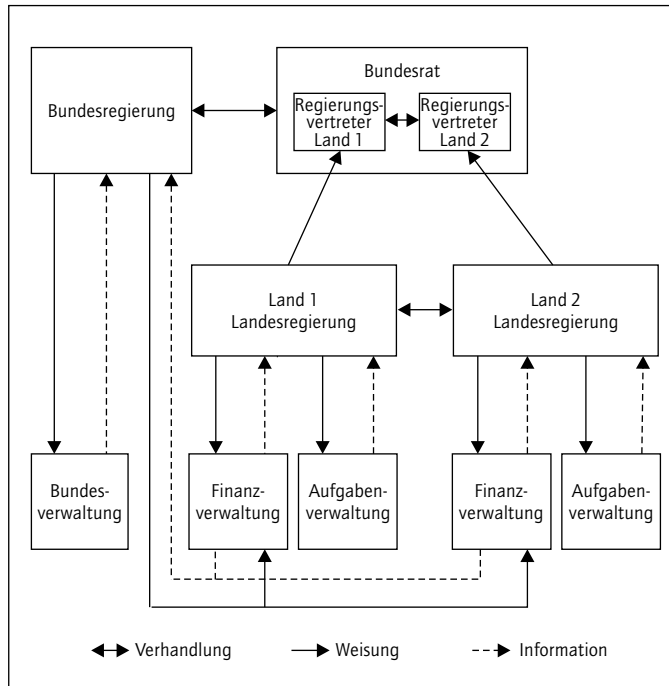 Bundesregierung
Bundesrat
Regierungs-
vertreter
Land 1
Regierungs-
vertreter
Land 2
Land 1
Landesregierung
Land 2
Landesregierung
Bundes-
verwaltung
Finanz-
verwaltung
Aufgaben-
verwaltung
Finanz-
verwaltung
Aufgaben-
verwaltung
Verhandlung
Weisung
Information